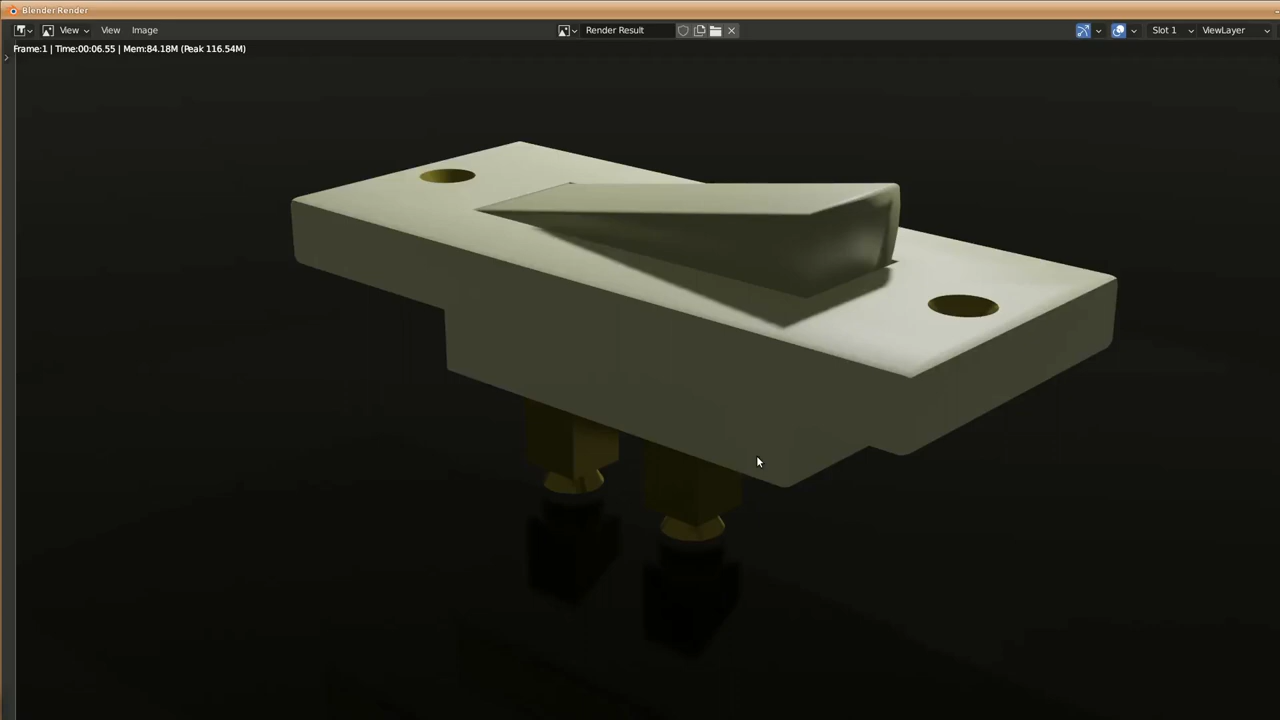 Blender Render
View View Image Render Result Slot 1 ViewLayer
Frame:1 | Time:00:06.55 | Mem:84.18M (Peak 116.54M)